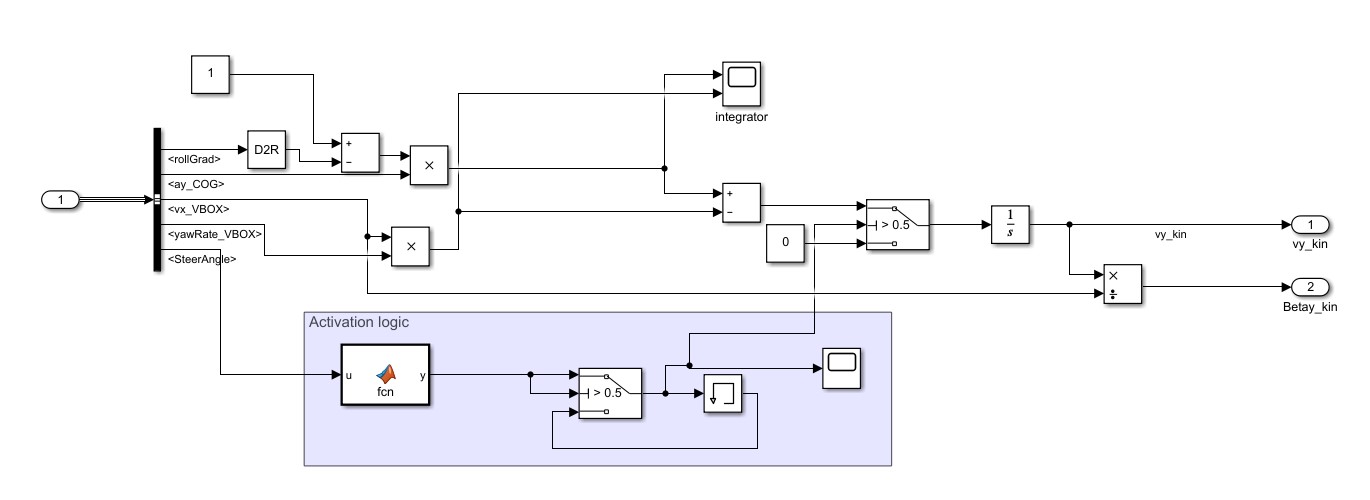 1
integrator
+
−
D2R
<rollGrad>
×
<ay_COG>
1
+
−
<vx_VBOX>
> 0.5
1
s
1
<yawRate_VBOX>
0
vy_kin
vy_kin
×
<SteerAngle>
×
÷
2
Betay_kin
Activation logic
u
y
fcn
> 0.5